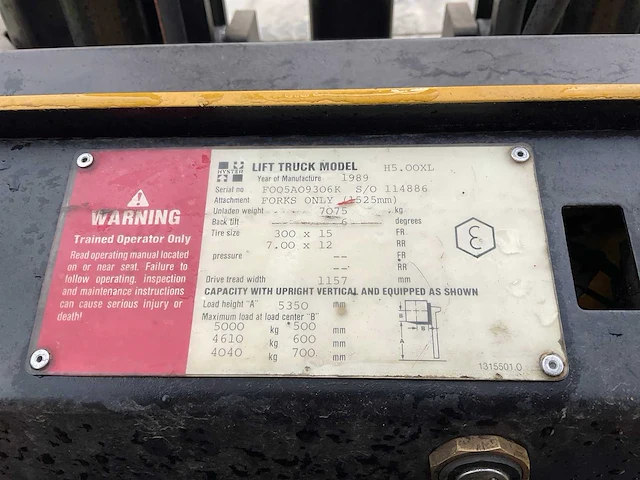 WARNING
Trained Operator Only
Read operating manual located
on or near seat. Failure to
follow operating, inspection
and maintenance instructions
can cause serious injury or
death!
HYSTER
LIFT TRUCK MODEL H5.00XL
Year of Manufacture 1989
Serial no F005A09306K S/O 114886
Attachment FORKS ONLY (1525mm)
Unladen weight 7075 kg
Back tilt 6 degrees
Tire size 300 x 15 FR
7.00 x 12 RR
pressure -- FR
-- RR
Drive tread width 1157 mm
CAPACITY WITH UPRIGHT VERTICAL AND EQUIPPED AS SHOWN
Load height "A" 5350 mm
Maximum load at load center "B"
5000 kg 500 mm
4610 kg 600 mm
4040 kg 700 mm
B
B
A
1315501.0